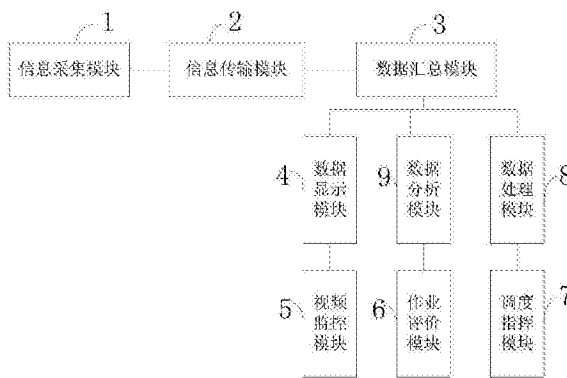 1
2
3
信息采集模块
信息传输模块
数据汇总模块
4
数据
显示
模块
9
数据
分析
模块
8
数据
处理
模块
5
视频
监控
模块
6
作业
评价
模块
7
调度
指挥
模块